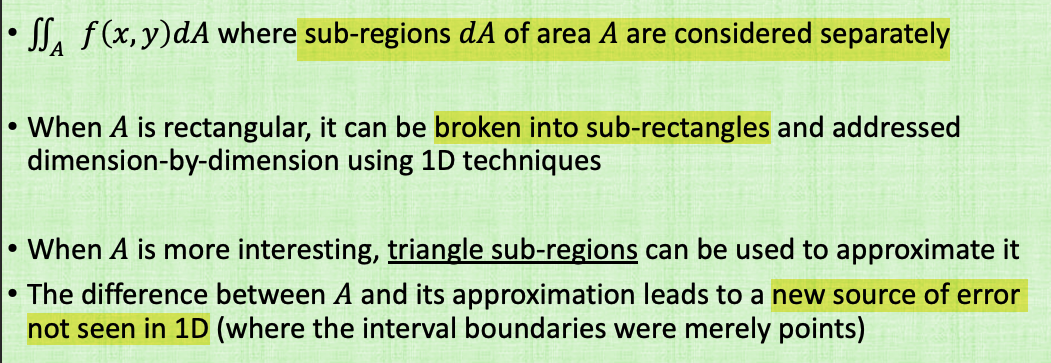 • ∬_A f(x, y)dA where sub-regions dA of area A are considered separately
• When A is rectangular, it can be broken into sub-rectangles and addressed
dimension-by-dimension using 1D techniques
• When A is more interesting, triangle sub-regions can be used to approximate it
• The difference between A and its approximation leads to a new source of error
not seen in 1D (where the interval boundaries were merely points)